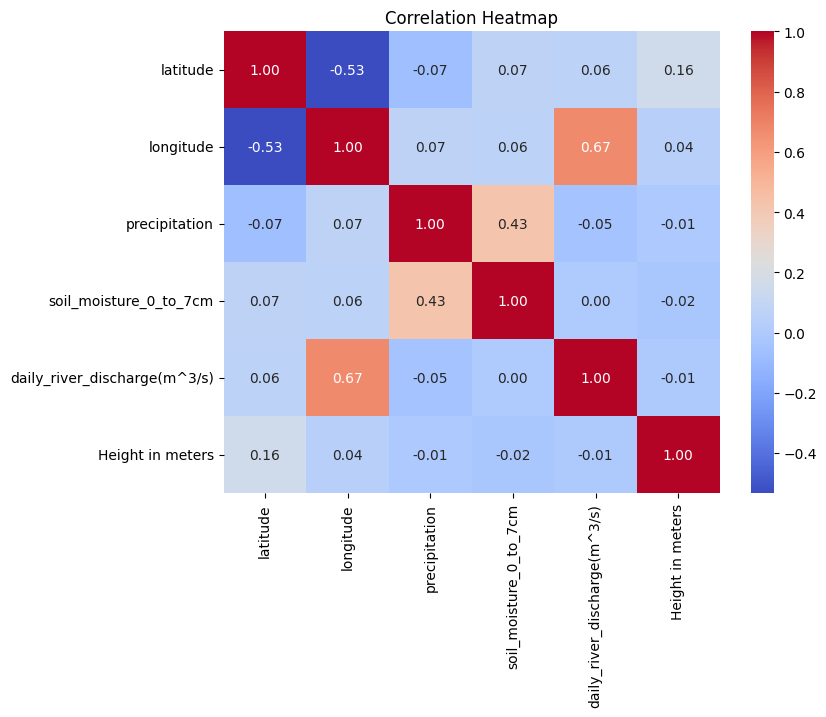 Correlation Heatmap
latitude 1.00 -0.53 -0.07 0.07 0.06 0.16
longitude -0.53 1.00 0.07 0.06 0.67 0.04
precipitation -0.07 0.07 1.00 0.43 -0.05 -0.01
soil_moisture_0_to_7cm 0.07 0.06 0.43 1.00 0.00 -0.02
daily_river_discharge(m^3/s) 0.06 0.67 -0.05 0.00 1.00 -0.01
Height in meters 0.16 0.04 -0.01 -0.02 -0.01 1.00
latitude
longitude
precipitation
soil_moisture_0_to_7cm
daily_river_discharge(m^3/s)
Height in meters
1.0
0.8
0.6
0.4
0.2
0.0
−0.2
−0.4